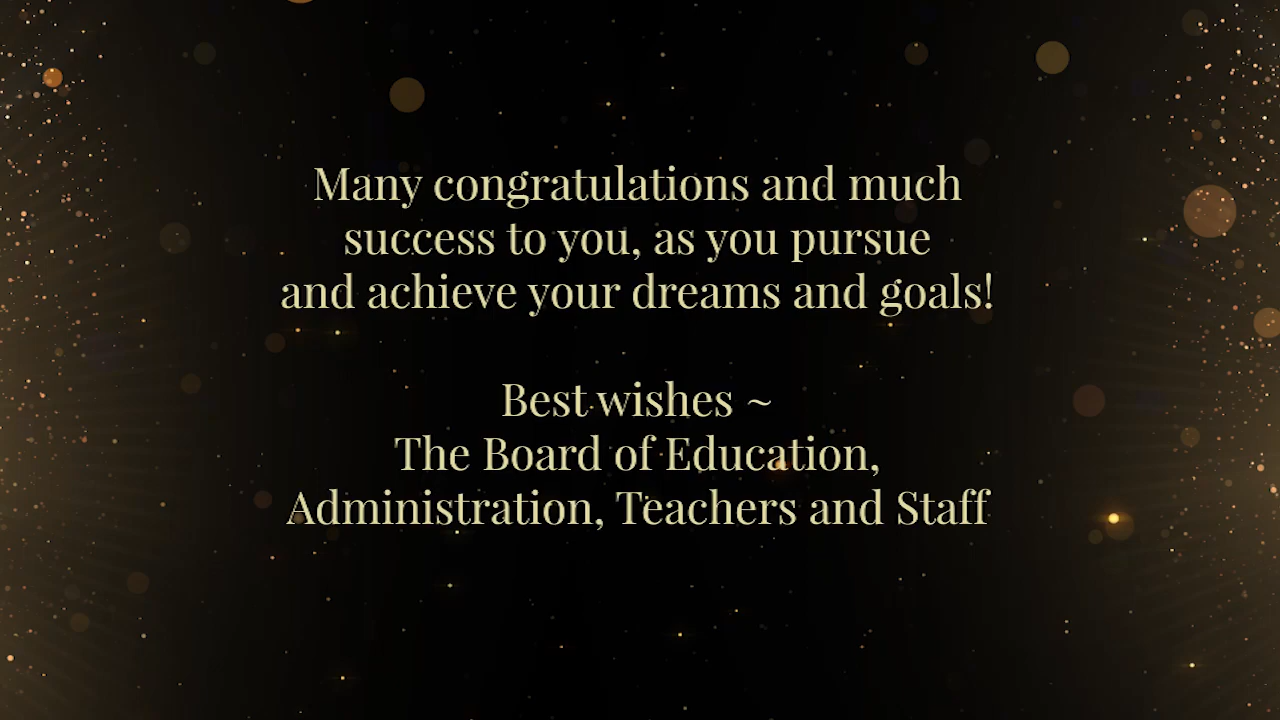 Many congratulations and much
success to you, as you pursue
and achieve your dreams and goals!
Best wishes ~
The Board of Education,
Administration, Teachers and Staff